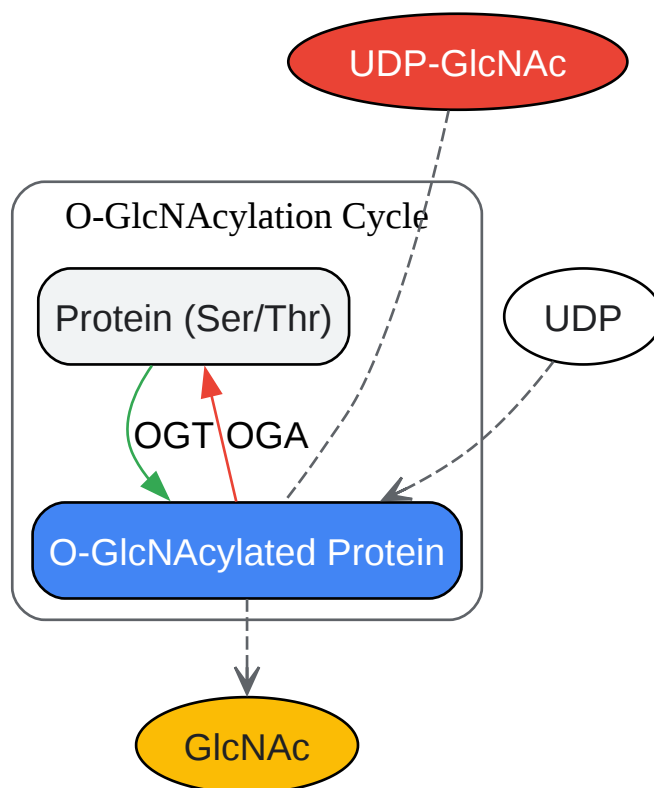 UDP-GlcNAc
O-GlcNAcylation Cycle
Protein (Ser/Thr)
UDP
OGT
OGA
O-GlcNAcylated Protein
GlcNAc